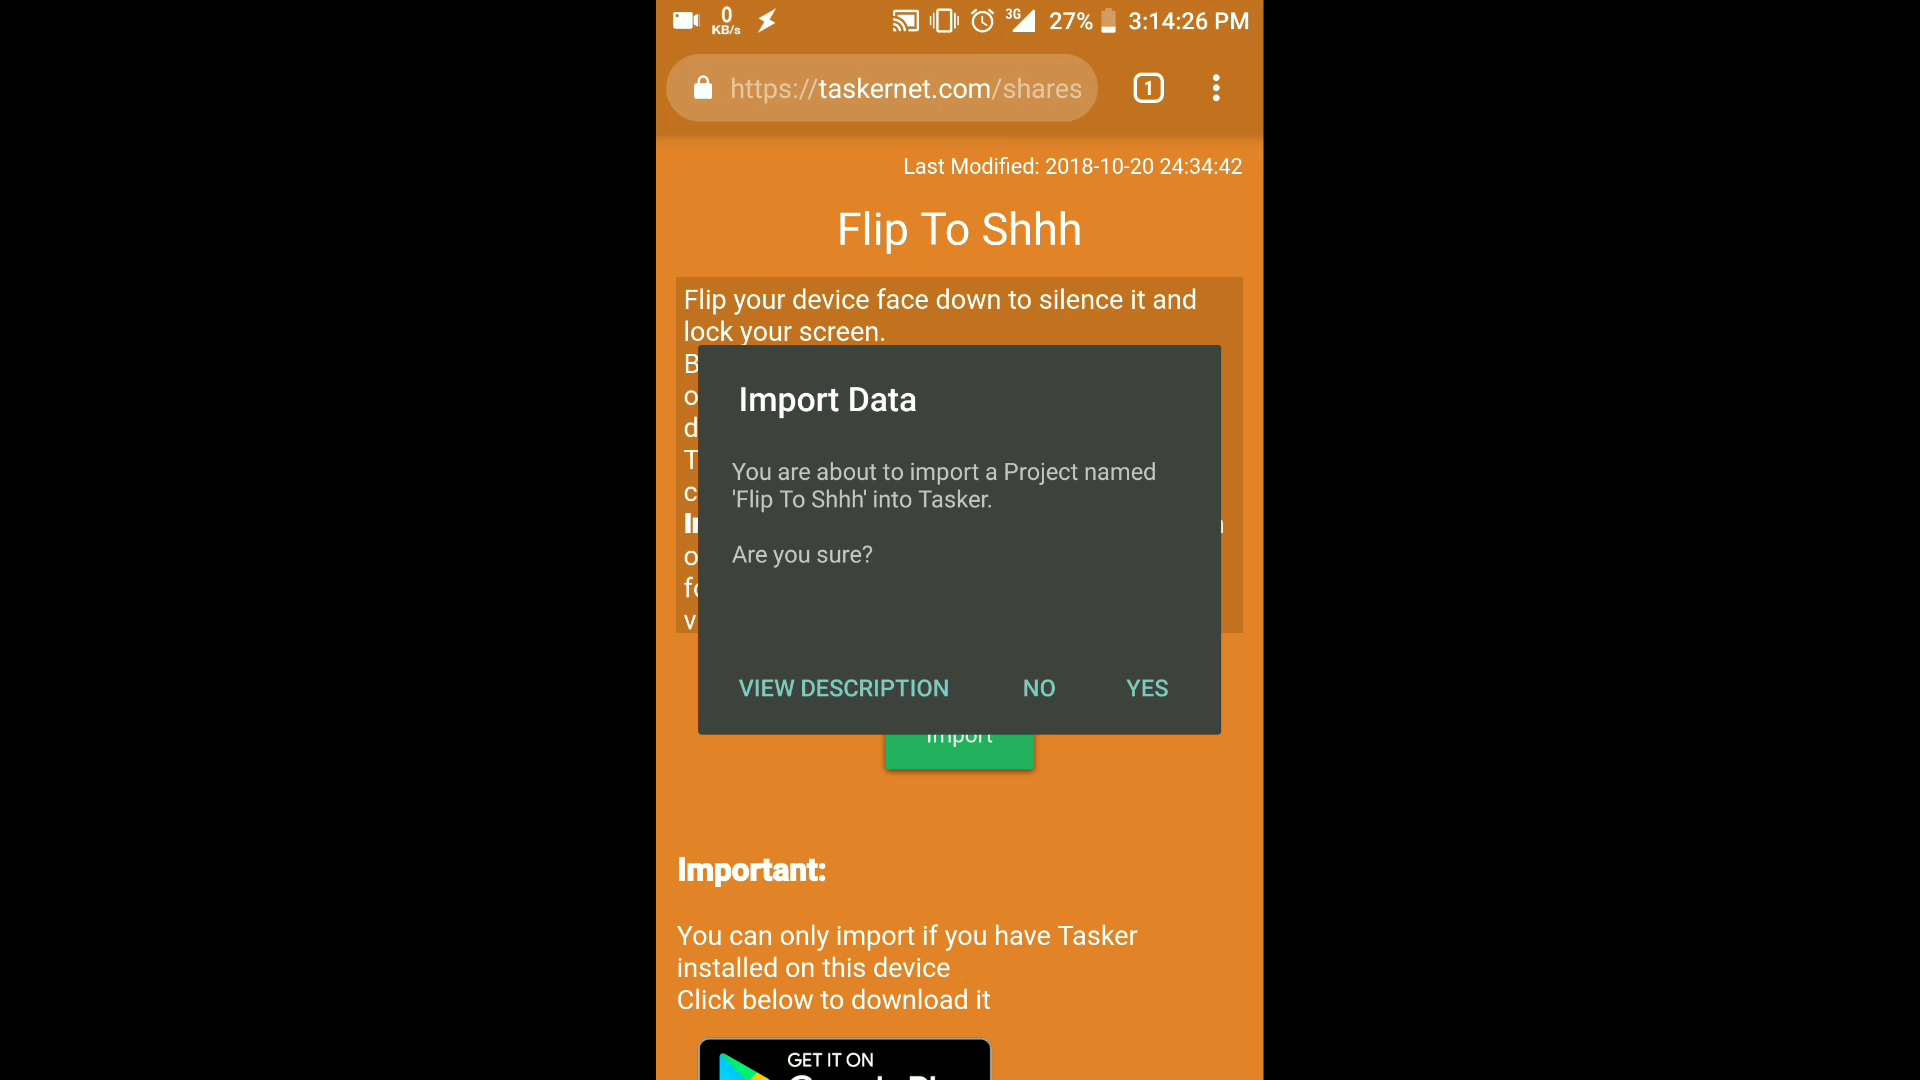 0
KB/s
3G
27%
3:14:26 PM
https://taskernet.com/shares
1
Last Modified: 2018-10-20 24:34:42
Flip To Shhh
Flip your device face down to silence it and
lock your screen.
Import Data
You are about to import a Project named
'Flip To Shhh' into Tasker.
Are you sure?
VIEW DESCRIPTION
NO
YES
Import
Important:
You can only import if you have Tasker
installed on this device
Click below to download it
GET IT ON